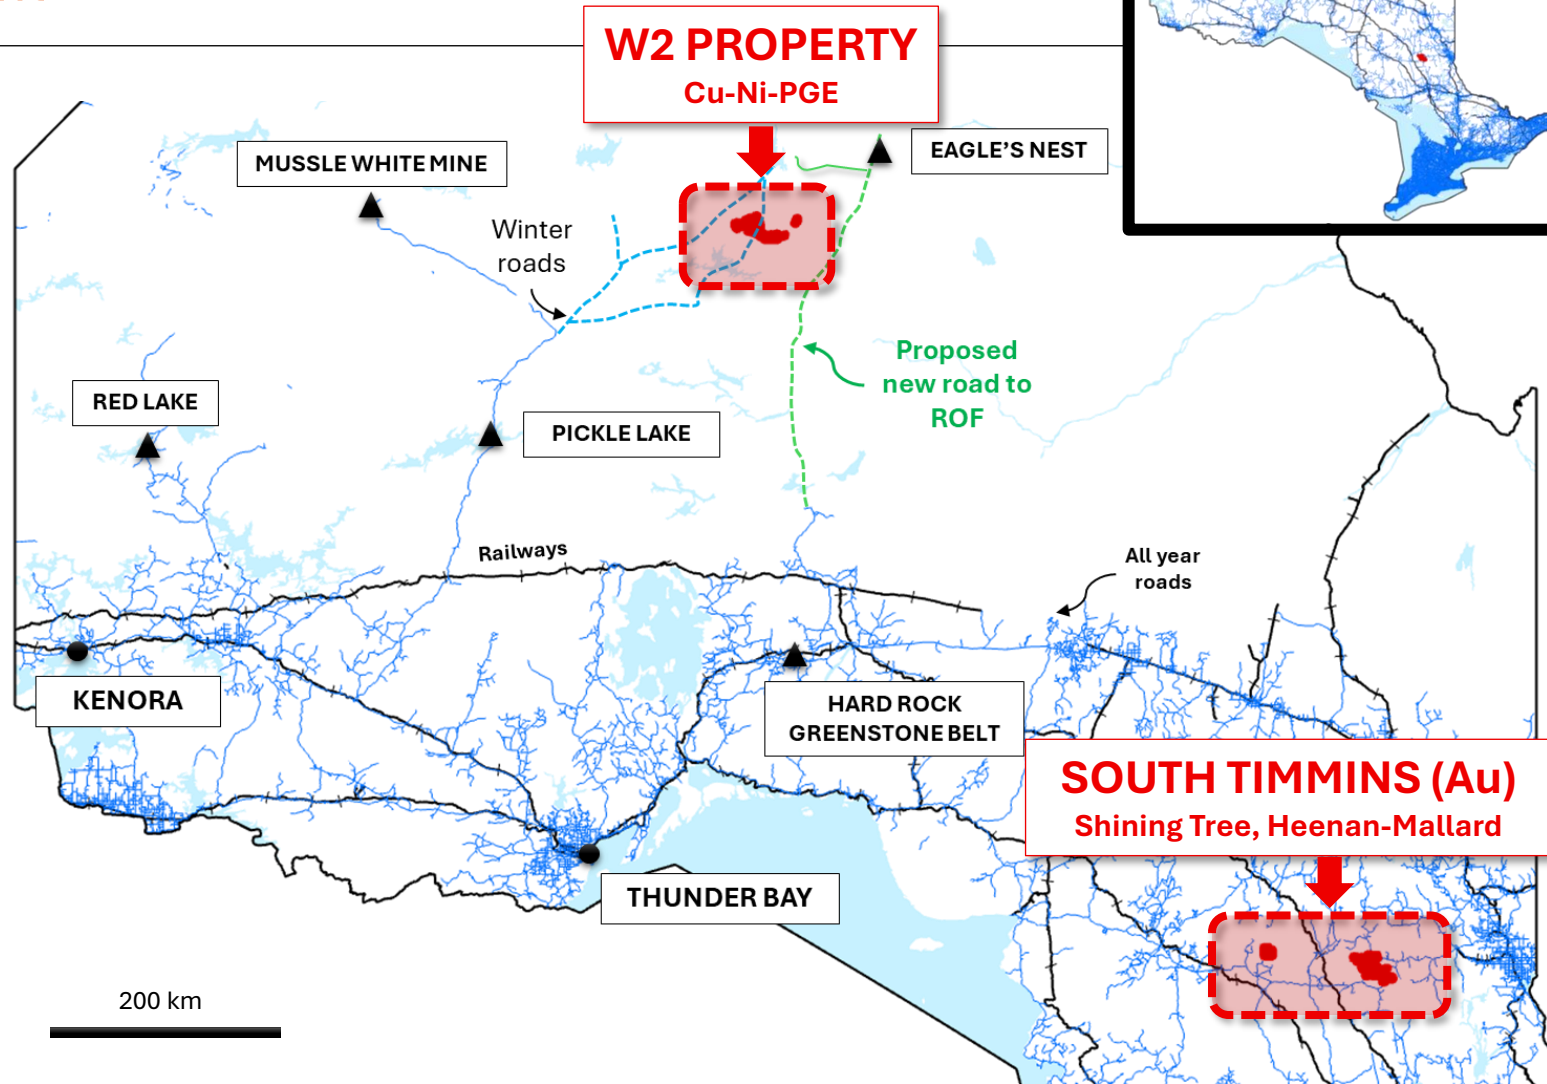 W2 PROPERTY
Cu-Ni-PGE
MUSSLE WHITE MINE
EAGLE’S NEST
Winter
roads
Proposed
new road to
ROF
RED LAKE
PICKLE LAKE
Railways
All year
roads
KENORA
HARD ROCK
GREENSTONE BELT
SOUTH TIMMINS (Au)
Shining Tree, Heenan-Mallard
THUNDER BAY
200 km